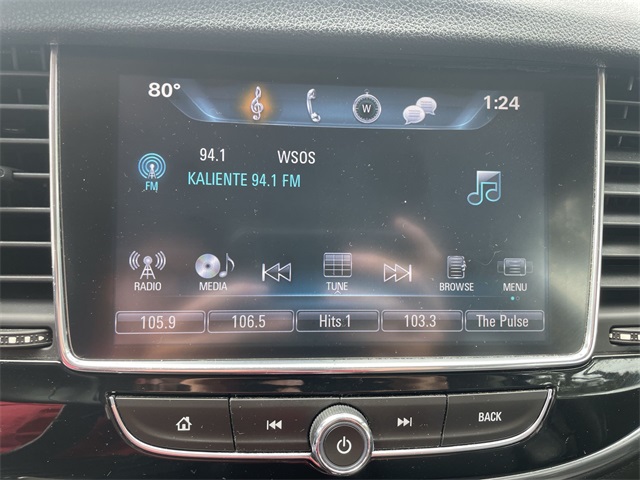 80° W 1:24
94.1 WSOS
FM KALIENTE 94.1 FM
RADIO MEDIA TUNE BROWSE MENU
105.9 106.5 Hits 1 103.3 The Pulse
BACK